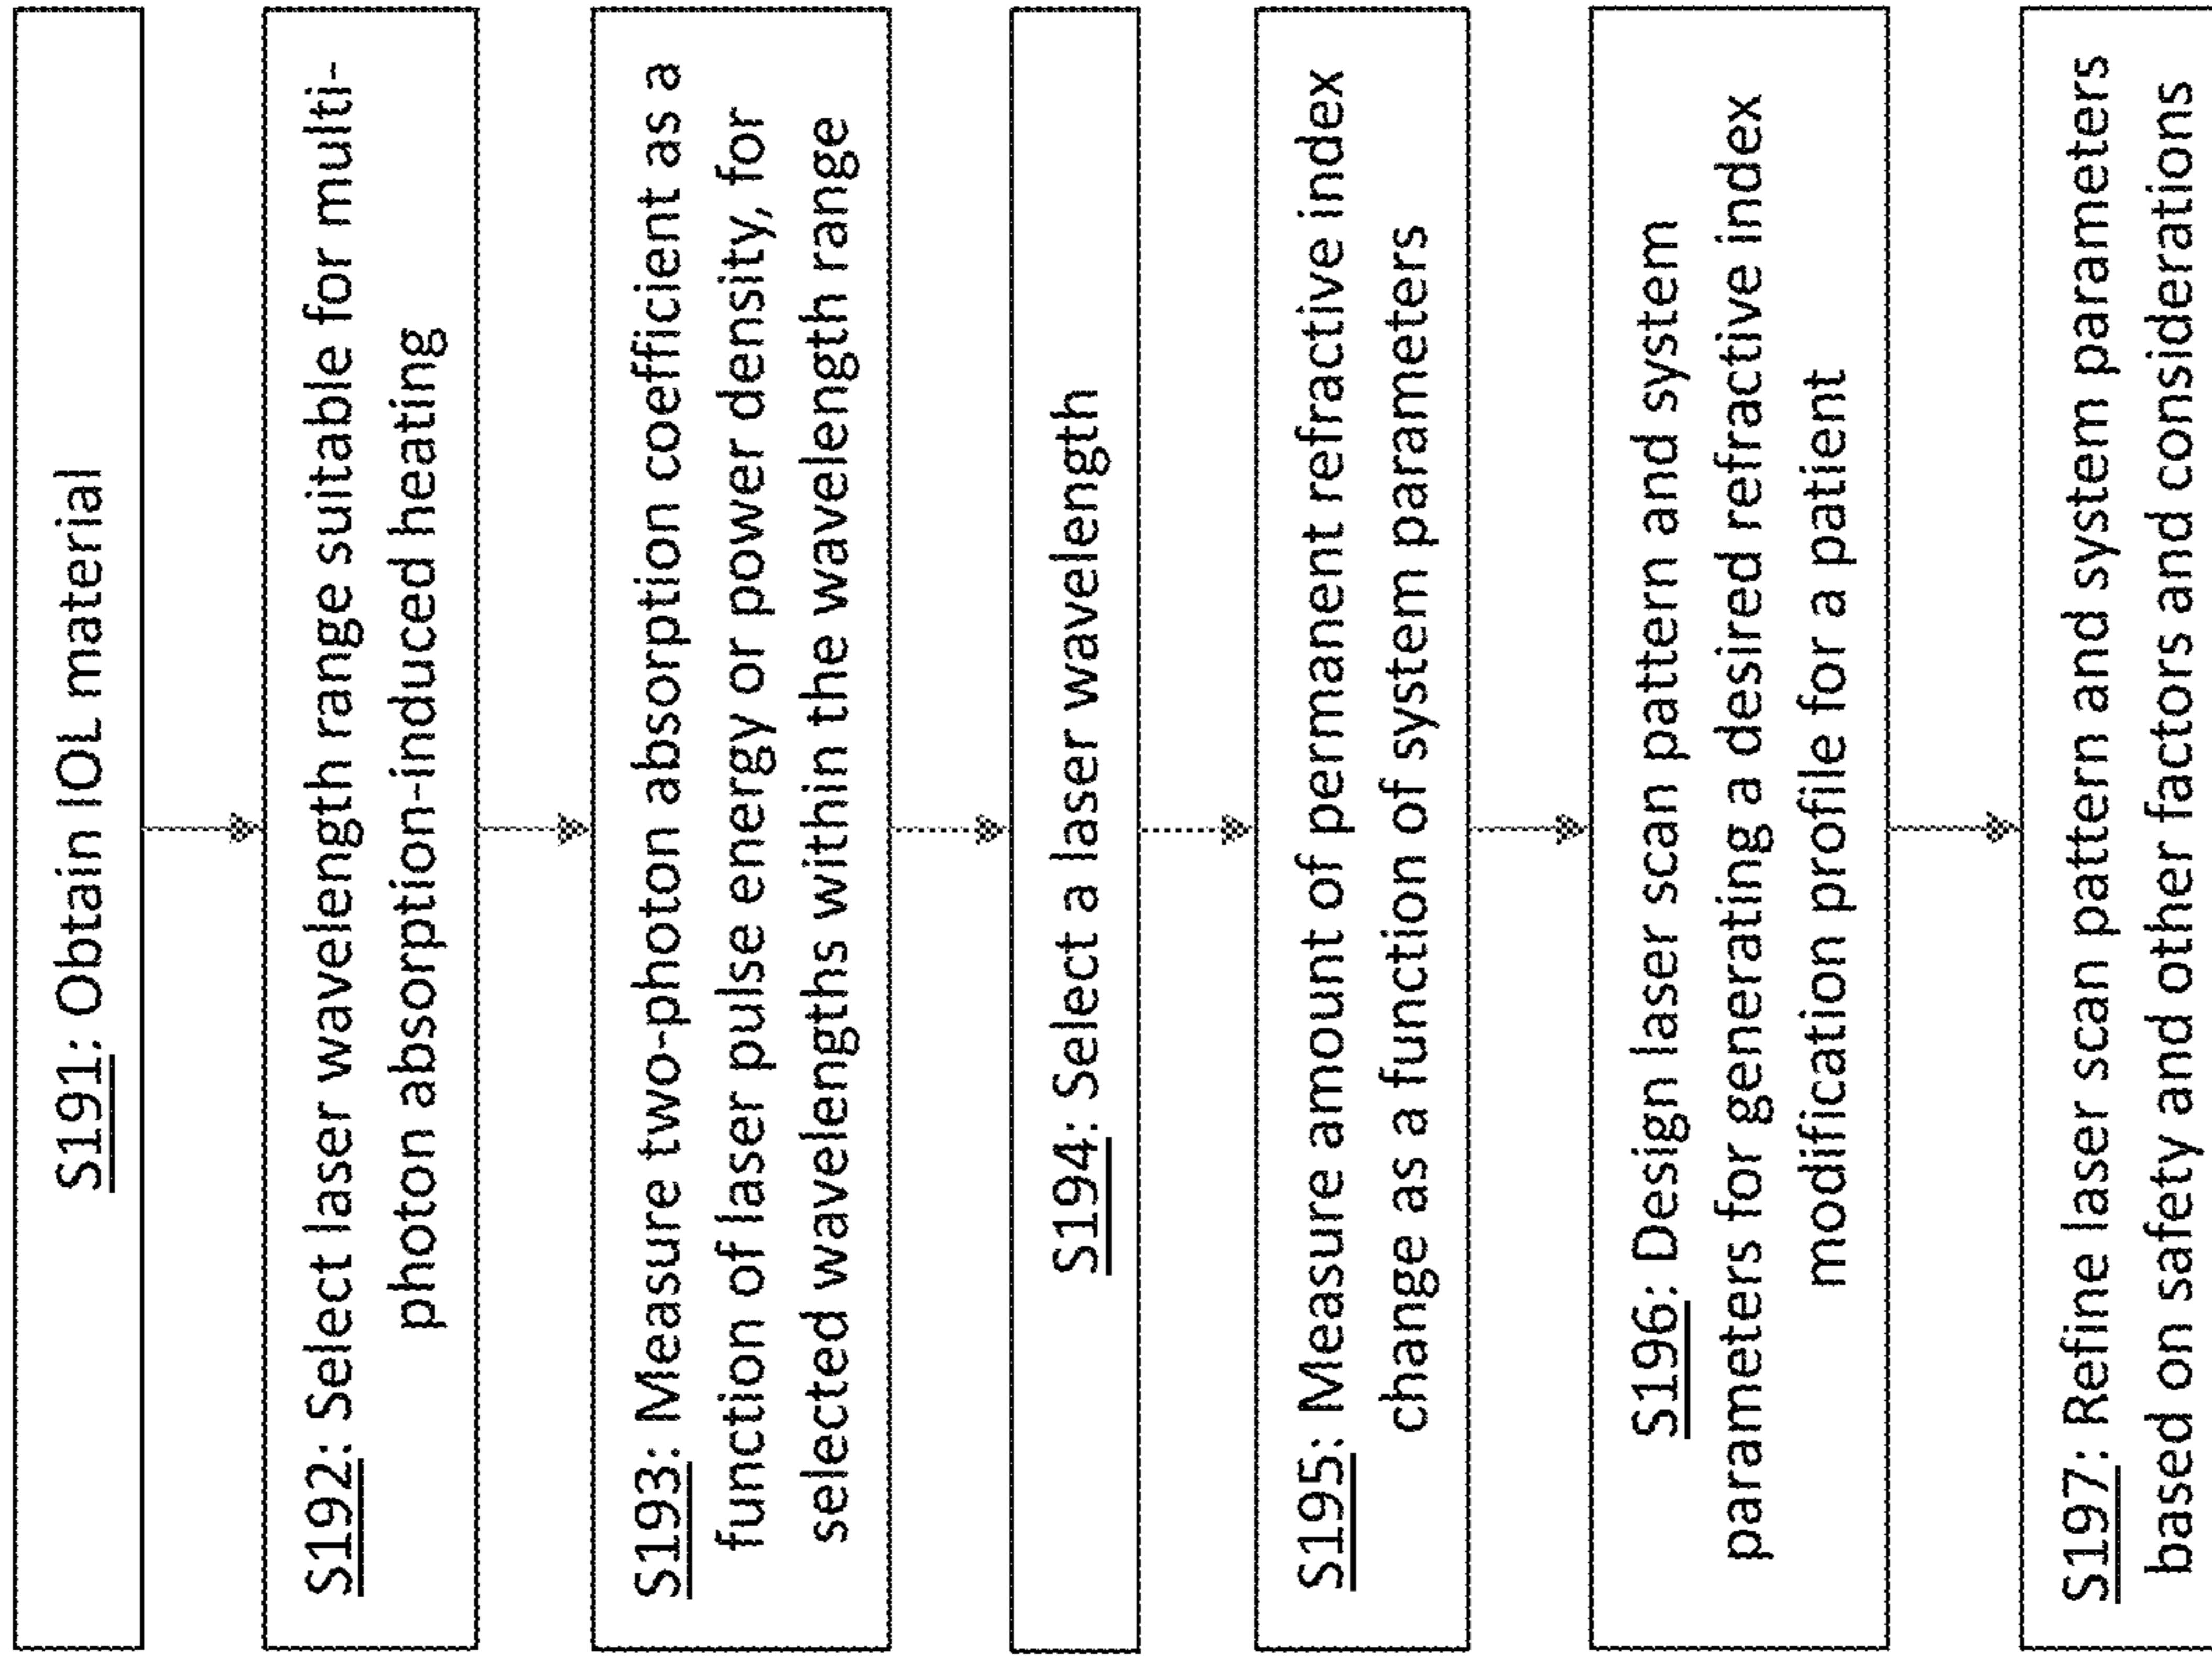 S191: Obtain IOL material
S192: Select laser wavelength range suitable for multi-
photon absorption-induced heating
S193: Measure two-photon absorption coefficient as a
function of laser pulse energy or power density, for
selected wavelengths within the wavelength range
S194: Select a laser wavelength
S195: Measure amount of permanent refractive index
change as a function of system parameters
S196: Design laser scan pattern and system
parameters for generating a desired refractive index
modification profile for a patient
S197: Refine laser scan pattern and system parameters
based on safety and other factors and considerations